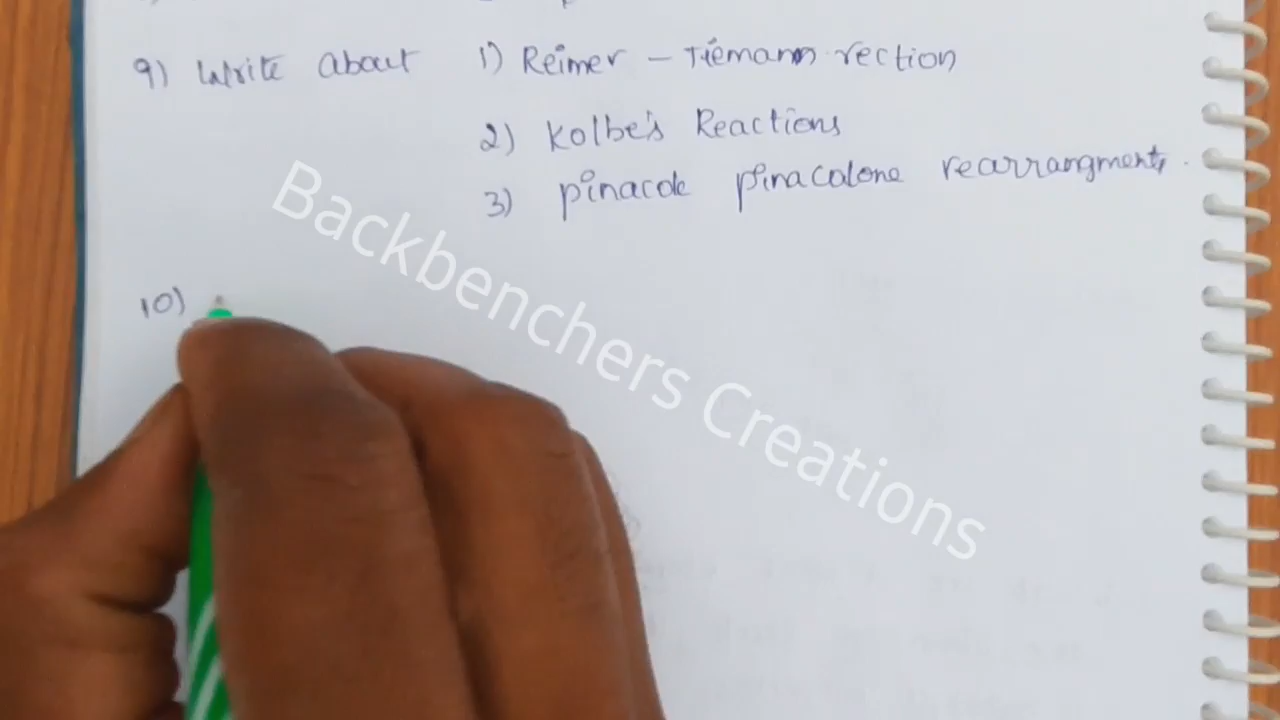 9) Write about 1) Reimer - Tiemann rection
2) Kolbe's Reactions
3) pinacole pinacolone rearrangments.
10)
Backbenchers Creations